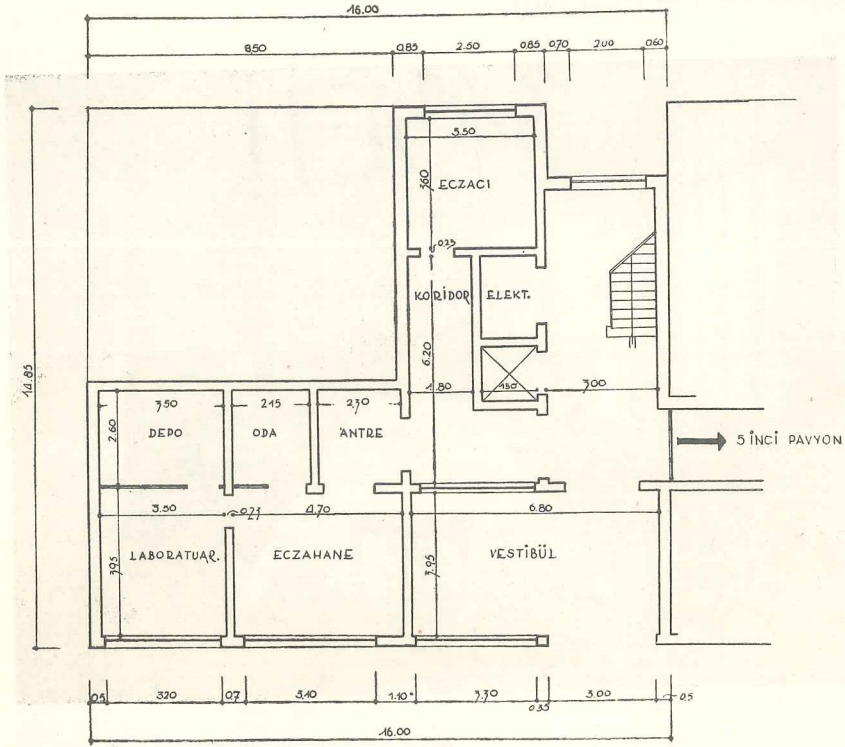 16.00
8.50 0.85 2.50 0.85 0.70 2.00 0.60
3.50
3.60
ECZACI
0.25
KORİDOR ELEKT.
14.85
6.20
1.80 1.50 3.00
3.50 2.15 2.30
2.60
DEPO ODA ANTRE
5 İNCİ PAVYON
3.50 0.23 4.70 6.80
3.95 3.95
LABORATUAR. ECZAHANE VESTİBÜL
0.5 3.20 0.7 3.10 1.10 3.30 0.35 3.00 0.5
16.00